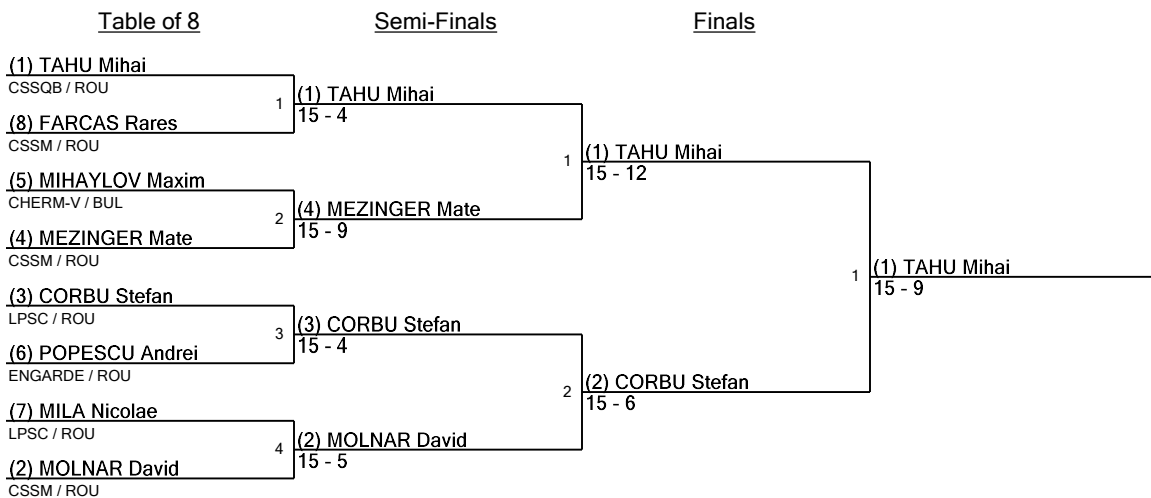 Table of 8
Semi-Finals
Finals
(1) TAHU Mihai
CSSQB / ROU
(8) FARCAS Rares
CSSM / ROU
(5) MIHAYLOV Maxim
CHERM-V / BUL
(4) MEZINGER Mate
CSSM / ROU
(3) CORBU Stefan
LPSC / ROU
(6) POPESCU Andrei
ENGARDE / ROU
(7) MILA Nicolae
LPSC / ROU
(2) MOLNAR David
CSSM / ROU
1
(1) TAHU Mihai
15 - 4
2
(4) MEZINGER Mate
15 - 9
3
(3) CORBU Stefan
15 - 4
4
(2) MOLNAR David
15 - 5
1
(1) TAHU Mihai
15 - 12
2
(2) CORBU Stefan
15 - 6
1
(1) TAHU Mihai
15 - 9